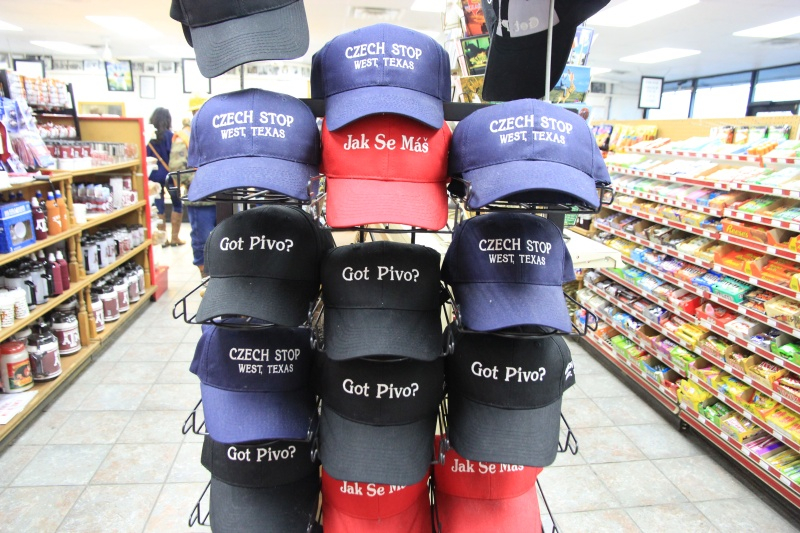 Got P
CZECH STOP
WEST, TEXAS
CZECH STOP
WEST, TEXAS
Jak Se Máš
CZECH STOP
WEST, TEXAS
Got Pivo?
Got Pivo?
CZECH STOP
WEST, TEXAS
CZECH STOP
WEST, TEXAS
Got Pivo?
Got Pivo?
Got Pivo?
Jak Se M
Jak Se Máš